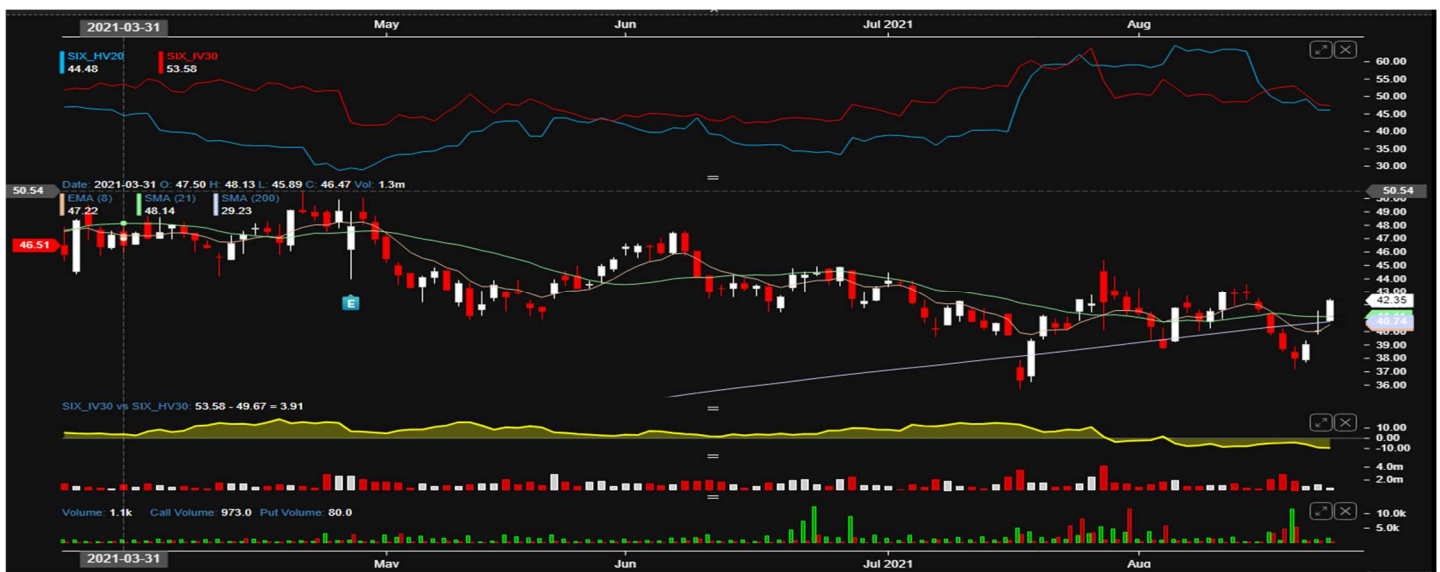 2021-03-31 May Jun Jul 2021 Aug
SIX_HV20 SIX_IV30
44.48 53.58
60.00
55.00
50.00
45.00
40.00
35.00
30.00
Date: 2021-03-31 O: 47.50 H: 48.13 L: 45.89 C: 46.47 Vol: 1.3m
50.54 50.54
EMA (8) SMA (21) SMA (200)
47.22 48.14 29.23
49.00
48.00
47.00
46.51
46.00
45.00
44.00
43.00
E
42.35
40.74
40.00
39.00
38.00
37.00
36.00
SIX_IV30 vs SIX_HV30: 53.58 - 49.67 = 3.91
10.00
0.00
-10.00
4.0m
2.0m
Volume: 1.1k Call Volume: 973.0 Put Volume: 80.0
10.0k
5.0k
2021-03-31 May Jun Jul 2021 Aug